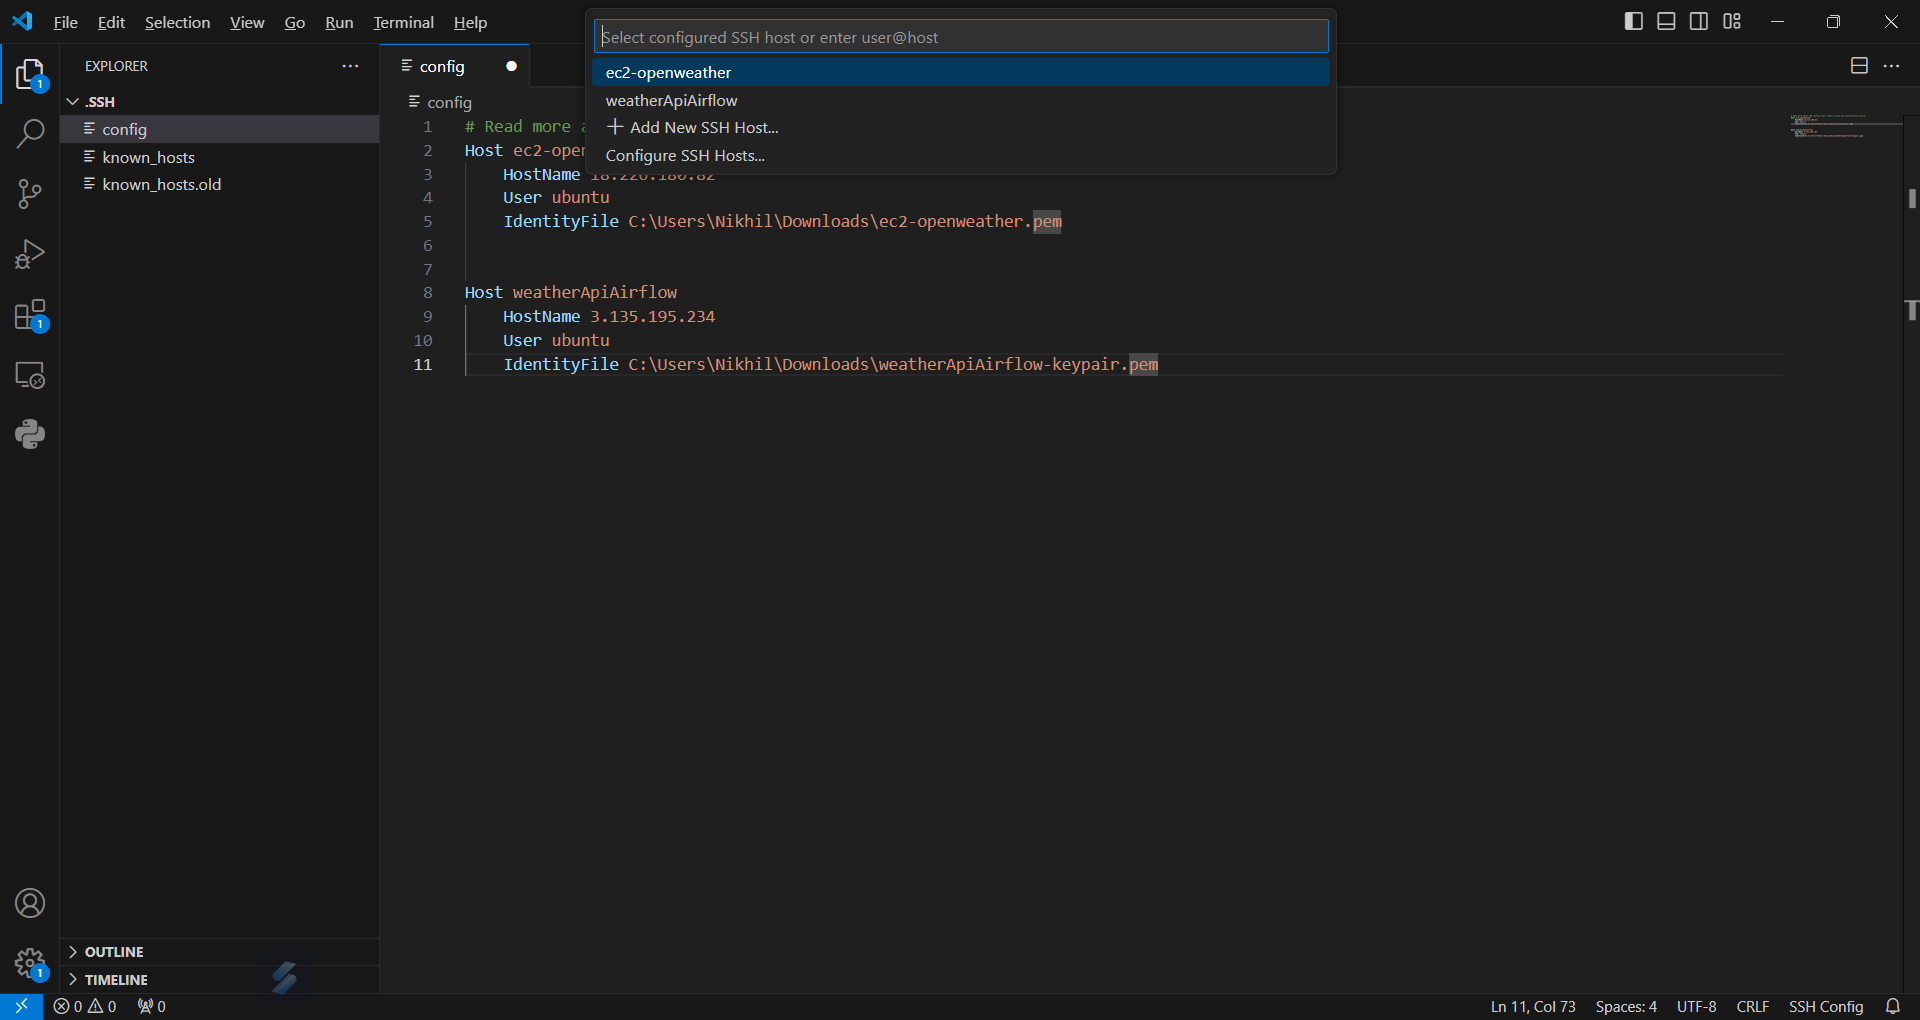 File Edit Selection View Go Run Terminal Help
Select configured SSH host or enter user@host
ec2-openweather
weatherApiAirflow
Add New SSH Host...
Configure SSH Hosts...
EXPLORER
.SSH
config
known_hosts
known_hosts.old
OUTLINE
TIMELINE
config
config
1 # Read more
2 Host
3 HostName
4 User ubuntu
5 IdentityFile C:\Users\Nikhil\Downloads\ec2-openweather.pem
6
7
8 Host weatherApiAirflow
9 HostName 3.135.195.234
10 User ubuntu
11 IdentityFile C:\Users\Nikhil\Downloads\weatherApiAirflow-keypair.pem
1
1
1
0 0 0
Ln 11, Col 73 Spaces: 4 UTF-8 CRLF SSH Config